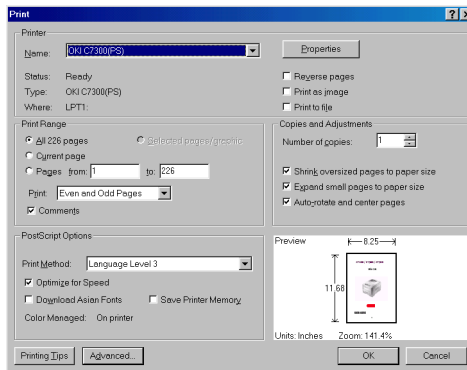 Print
Printer
Name: OKI C7300(PS)
Properties
Status: Ready
Reverse pages
Type: OKI C7300(PS)
Print as image
Where: LPT1:
Print to file
Print Range
Copies and Adjustments
All 226 pages
Selected pages/graphic
Number of copies: 1
Current page
Pages from: 1 to: 226
Shrink oversized pages to paper size
Print: Even and Odd Pages
Expand small pages to paper size
Comments
Auto-rotate and center pages
PostScript Options
Preview
8.25
Print Method: Language Level 3
Optimize for Speed
11.68
Download Asian Fonts
Save Printer Memory
Color Managed: On printer
Units: Inches Zoom: 141.4%
Printing Tips
Advanced...
OK
Cancel